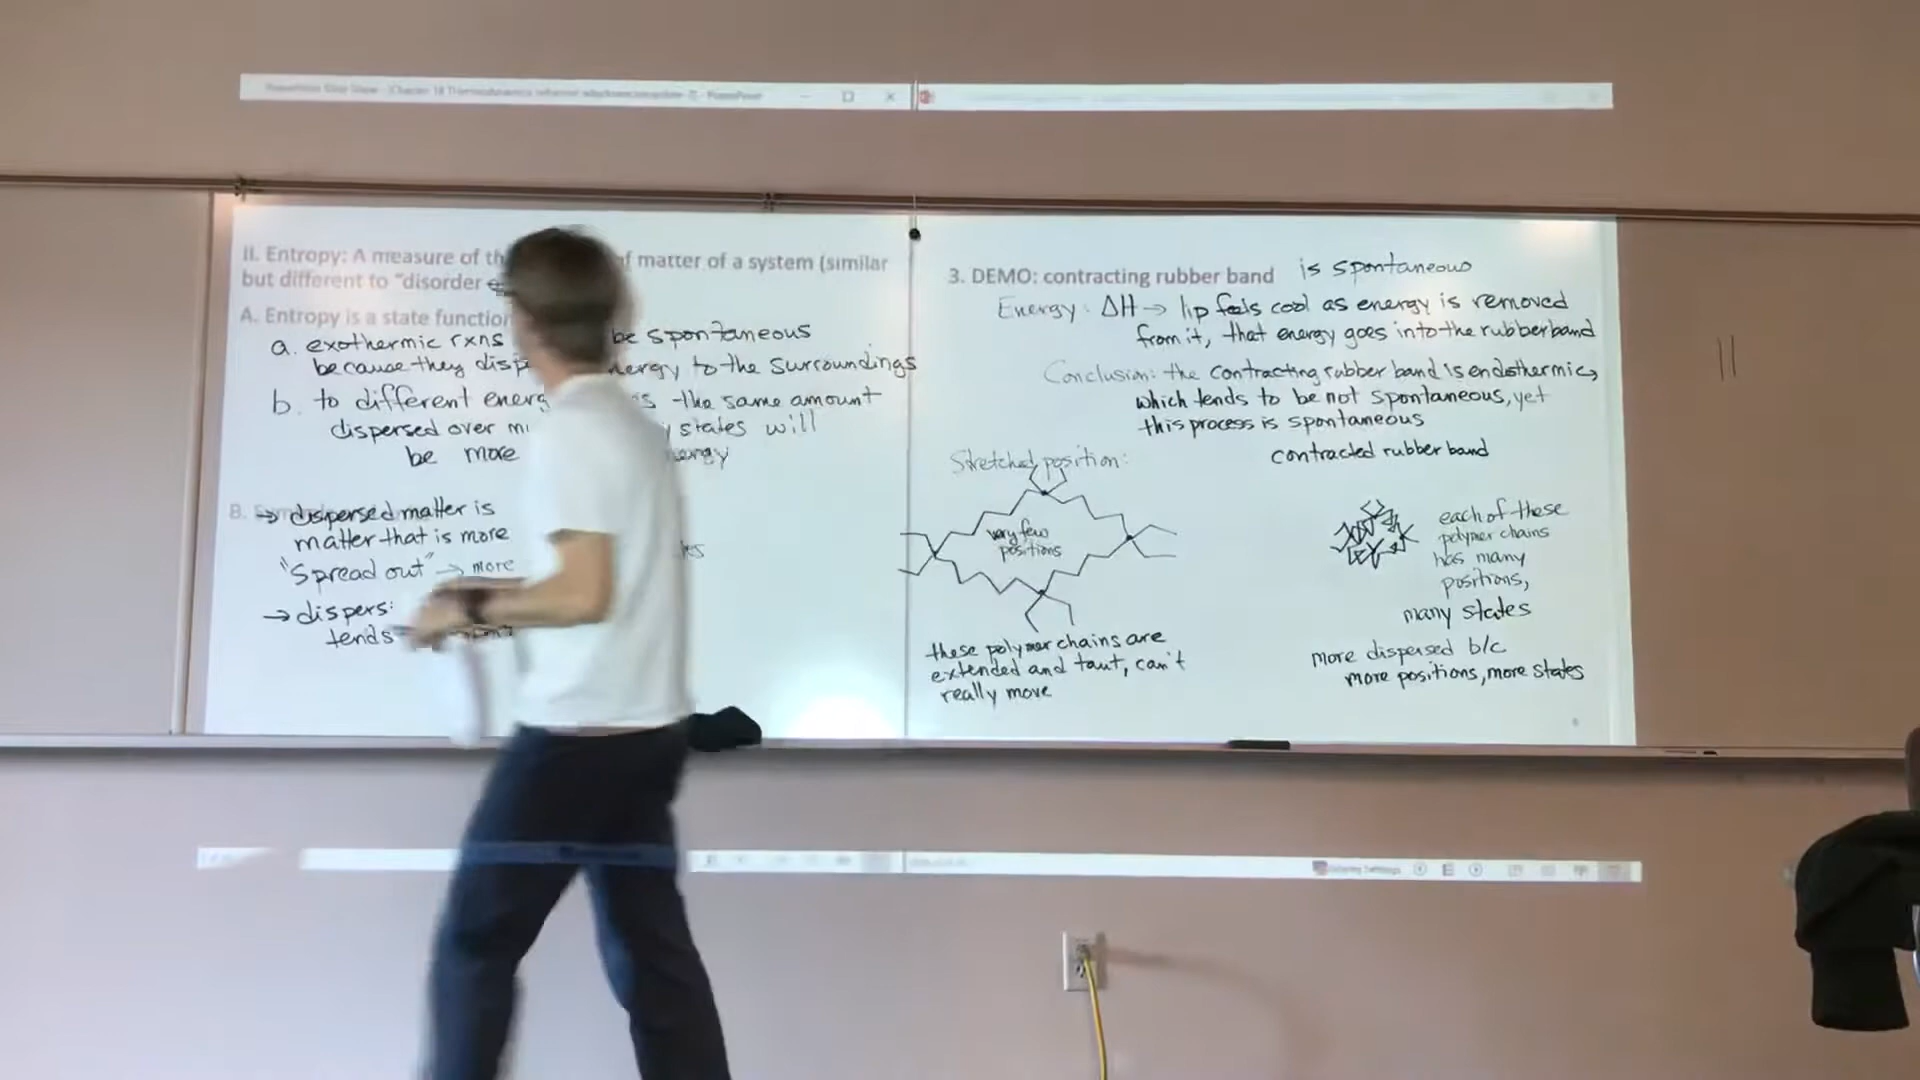 PowerPoint
II. Entropy: A measure of th f matter of a system (similar
but different to "disorder
A. Entropy is a state function
a. exothermic rxns be spontaneous
because they disp nergy to the surroundings
b. to different energ s the same amount
dispersed over states will
be more ergy
B.
→ dispersed matter is
matter that is more
"Spread out" → more
→ dispers
tends
3. DEMO: contracting rubber band is spontaneous
Energy: ΔH → lip feels cool as energy is removed
from it, that energy goes into the rubberband
Conclusion: the contracting rubber band is endothermic,
which tends to be not spontaneous, yet
this process is spontaneous
Stretched position:
very few
positions
these polymer chains are
extended and taut, can't
really move
contracted rubber band
each of these
polymer chains
has many
positions,
many states
more dispersed b/c
more positions, more states
11